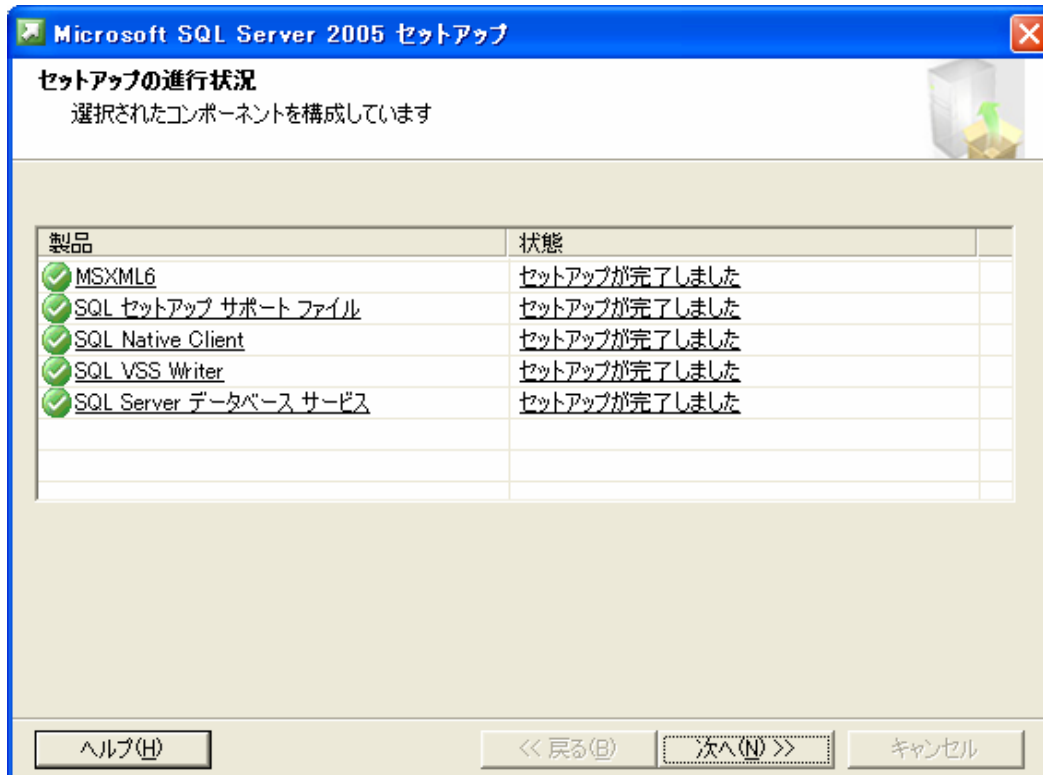 Microsoft SQL Server 2005 セットアップ
セットアップの進行状況
選択されたコンポーネントを構成しています
製品 状態
MSXML6 セットアップが完了しました
SQL セットアップ サポート ファイル セットアップが完了しました
SQL Native Client セットアップが完了しました
SQL VSS Writer セットアップが完了しました
SQL Server データベース サービス セットアップが完了しました
ヘルプ(H) << 戻る(B) 次へ(N) >> キャンセル